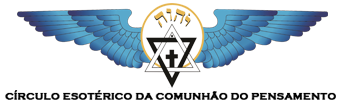 יהוה
CÍRCULO ESOTÉRICO DA COMUNHÃO DO PENSAMENTO